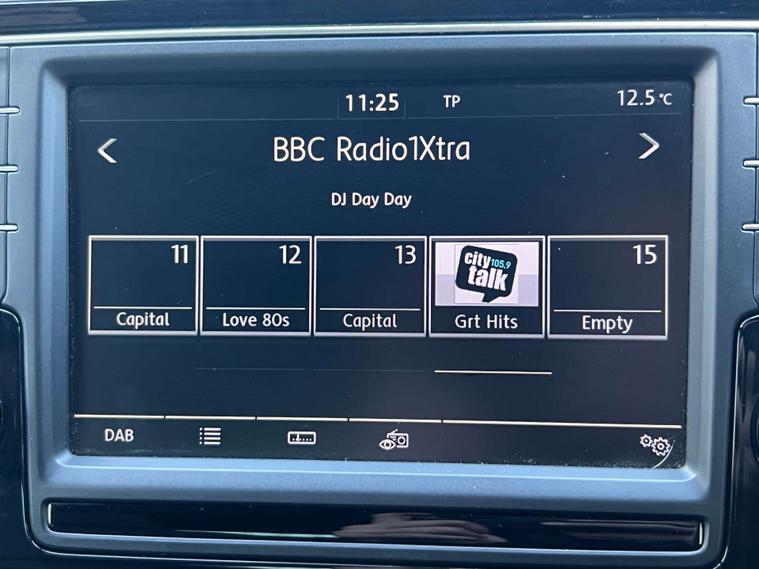 11:25 TP 12.5 °C
BBC Radio1Xtra
DJ Day Day
11 12 13 15
city 105.9
talk
Capital Love 80s Capital Grt Hits Empty
DAB